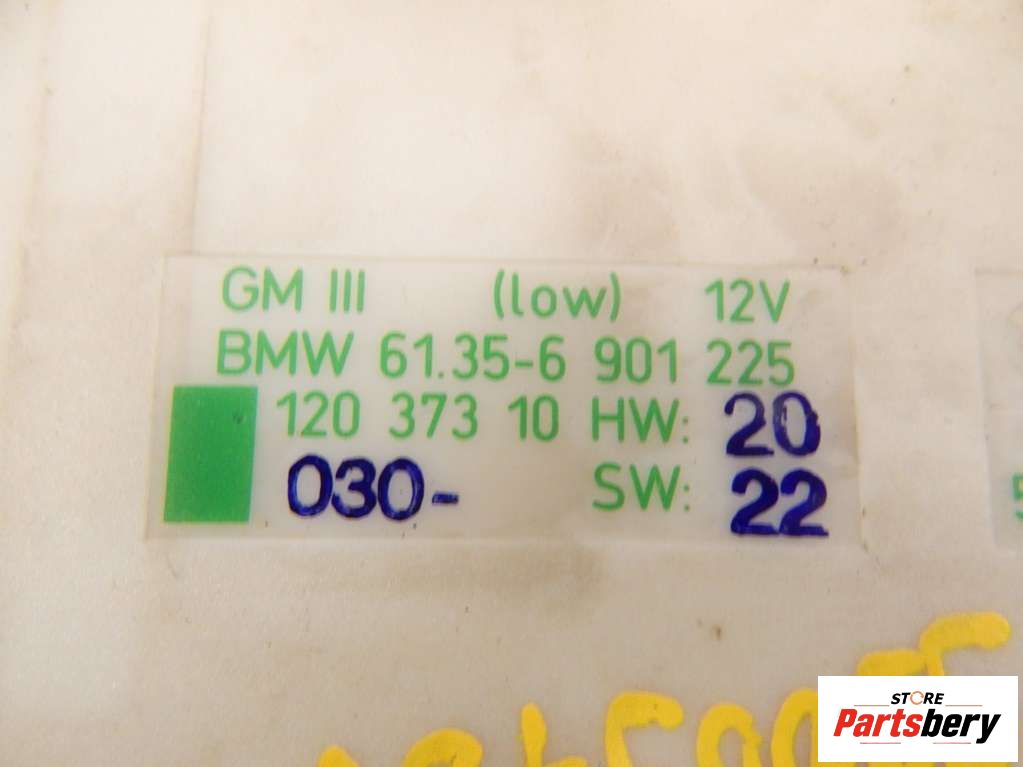 GM III (low) 12V
BMW 61.35-6 901 225
120 373 10 HW: 20
030- SW: 22
STORE
Partsbery